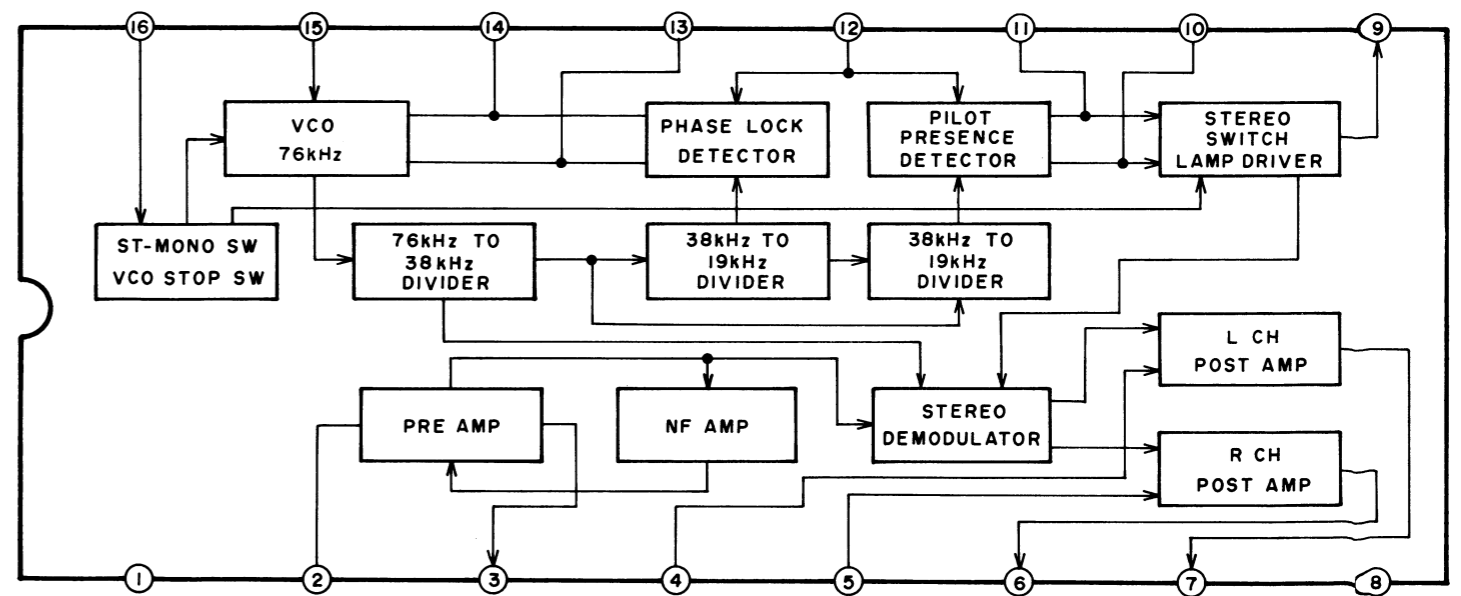 16 15 14 13 12 11 10 9
VCO
76kHz
PHASE LOCK
DETECTOR
PILOT
PRESENCE
DETECTOR
STEREO
SWITCH
LAMP DRIVER
ST-MONO SW
VCO STOP SW
76kHz TO
38kHz
DIVIDER
38kHz TO
19kHz
DIVIDER
38kHz TO
19kHz
DIVIDER
L CH
POST AMP
PRE AMP
NF AMP
STEREO
DEMODULATOR
R CH
POST AMP
1 2 3 4 5 6 7 8